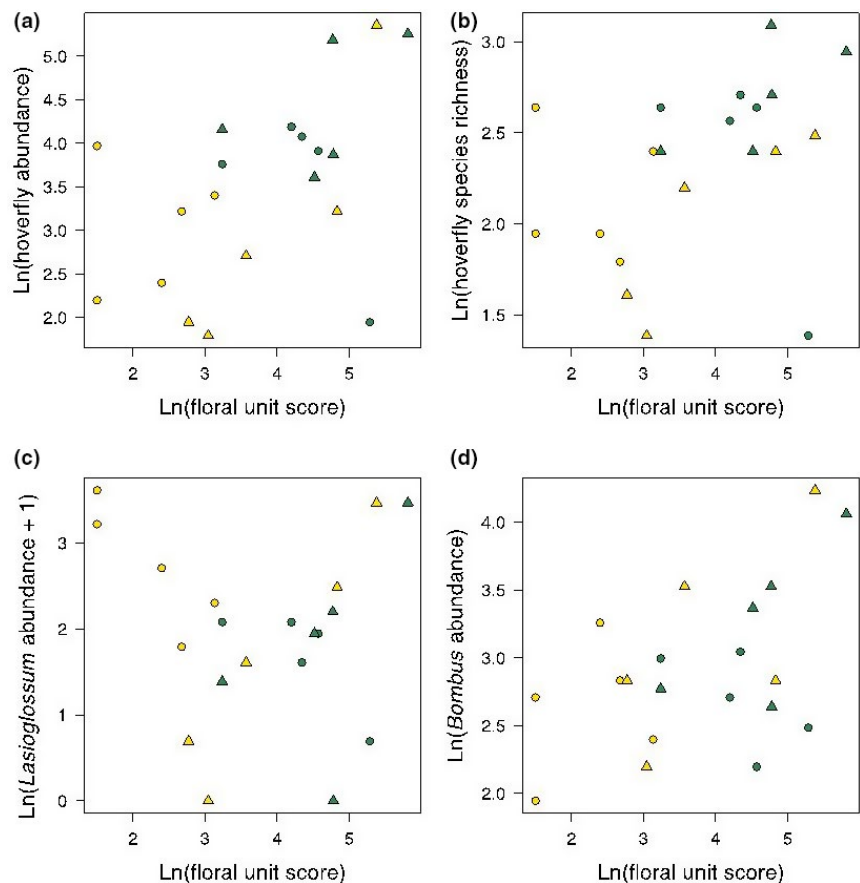 (a)
Ln(hoverfly abundance)
5.0
4.5
4.0
3.5
3.0
2.5
2.0
2 3 4 5
Ln(floral unit score)
(b)
Ln(hoverfly species richness)
3.0
2.5
2.0
1.5
2 3 4 5
Ln(floral unit score)
(c)
Ln(Lasioglossum abundance + 1)
3
2
1
0
2 3 4 5
Ln(floral unit score)
(d)
Ln(Bombus abundance)
4.0
3.5
3.0
2.5
2.0
2 3 4 5
Ln(floral unit score)